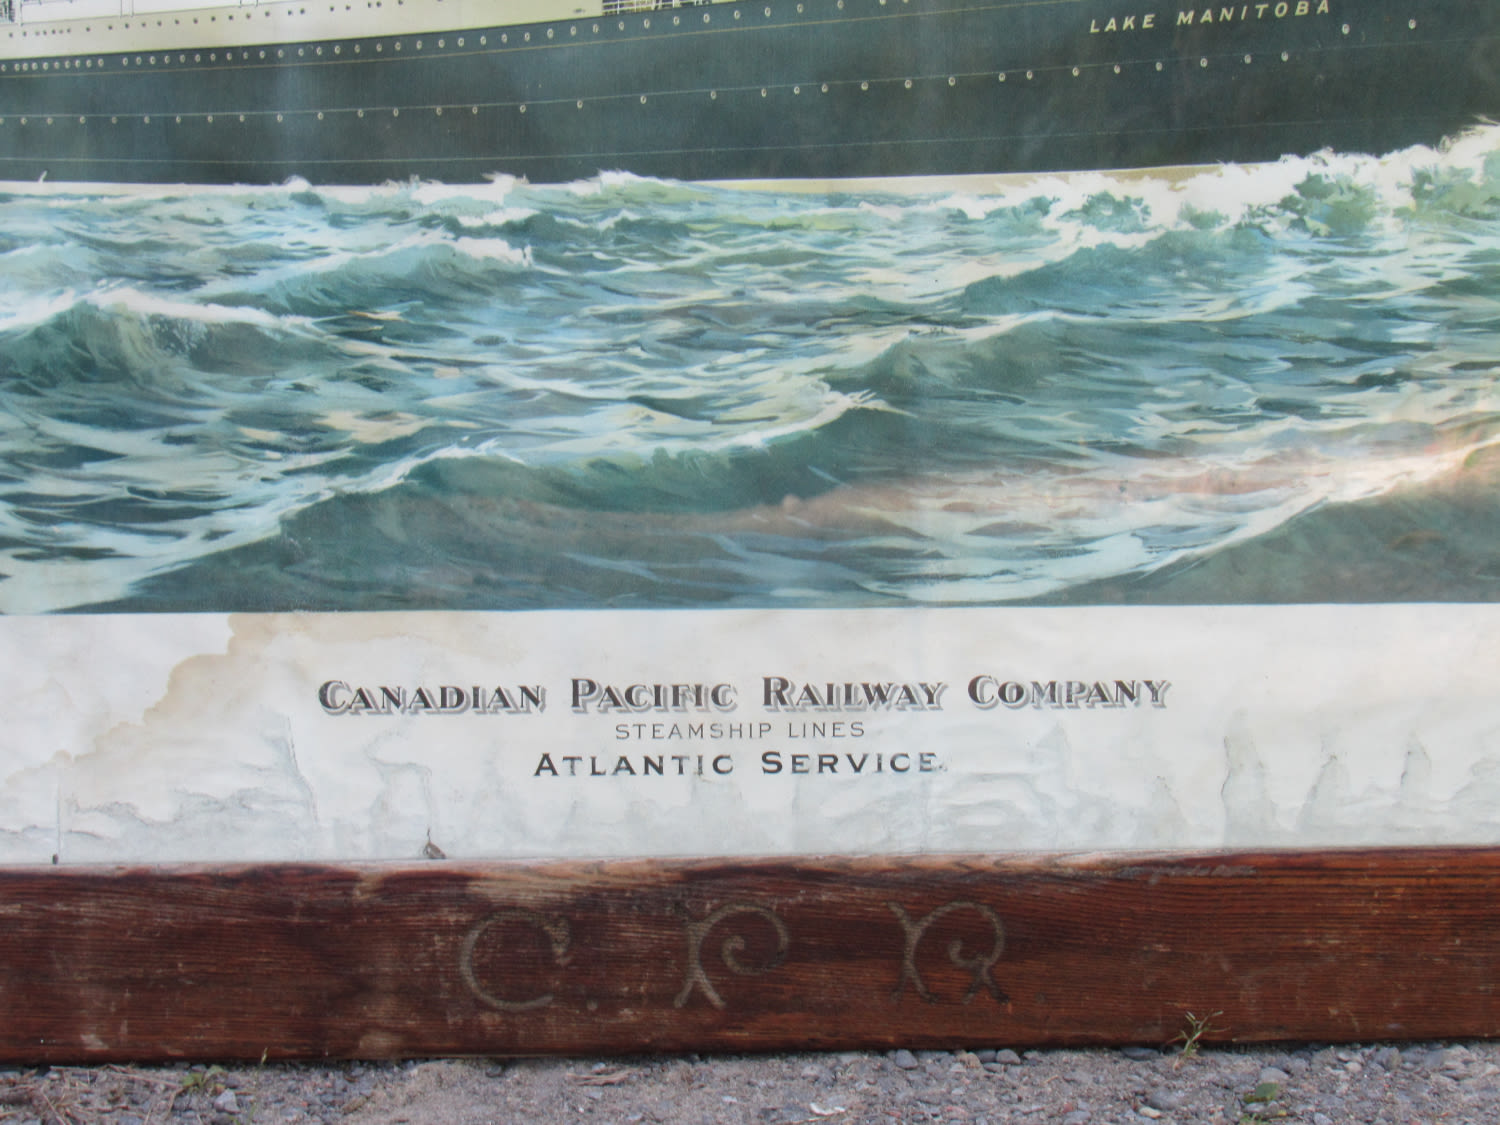 LAKE MANITOBA
CANADIAN PACIFIC RAILWAY COMPANY
STEAMSHIP LINES
ATLANTIC SERVICE.
C. P R